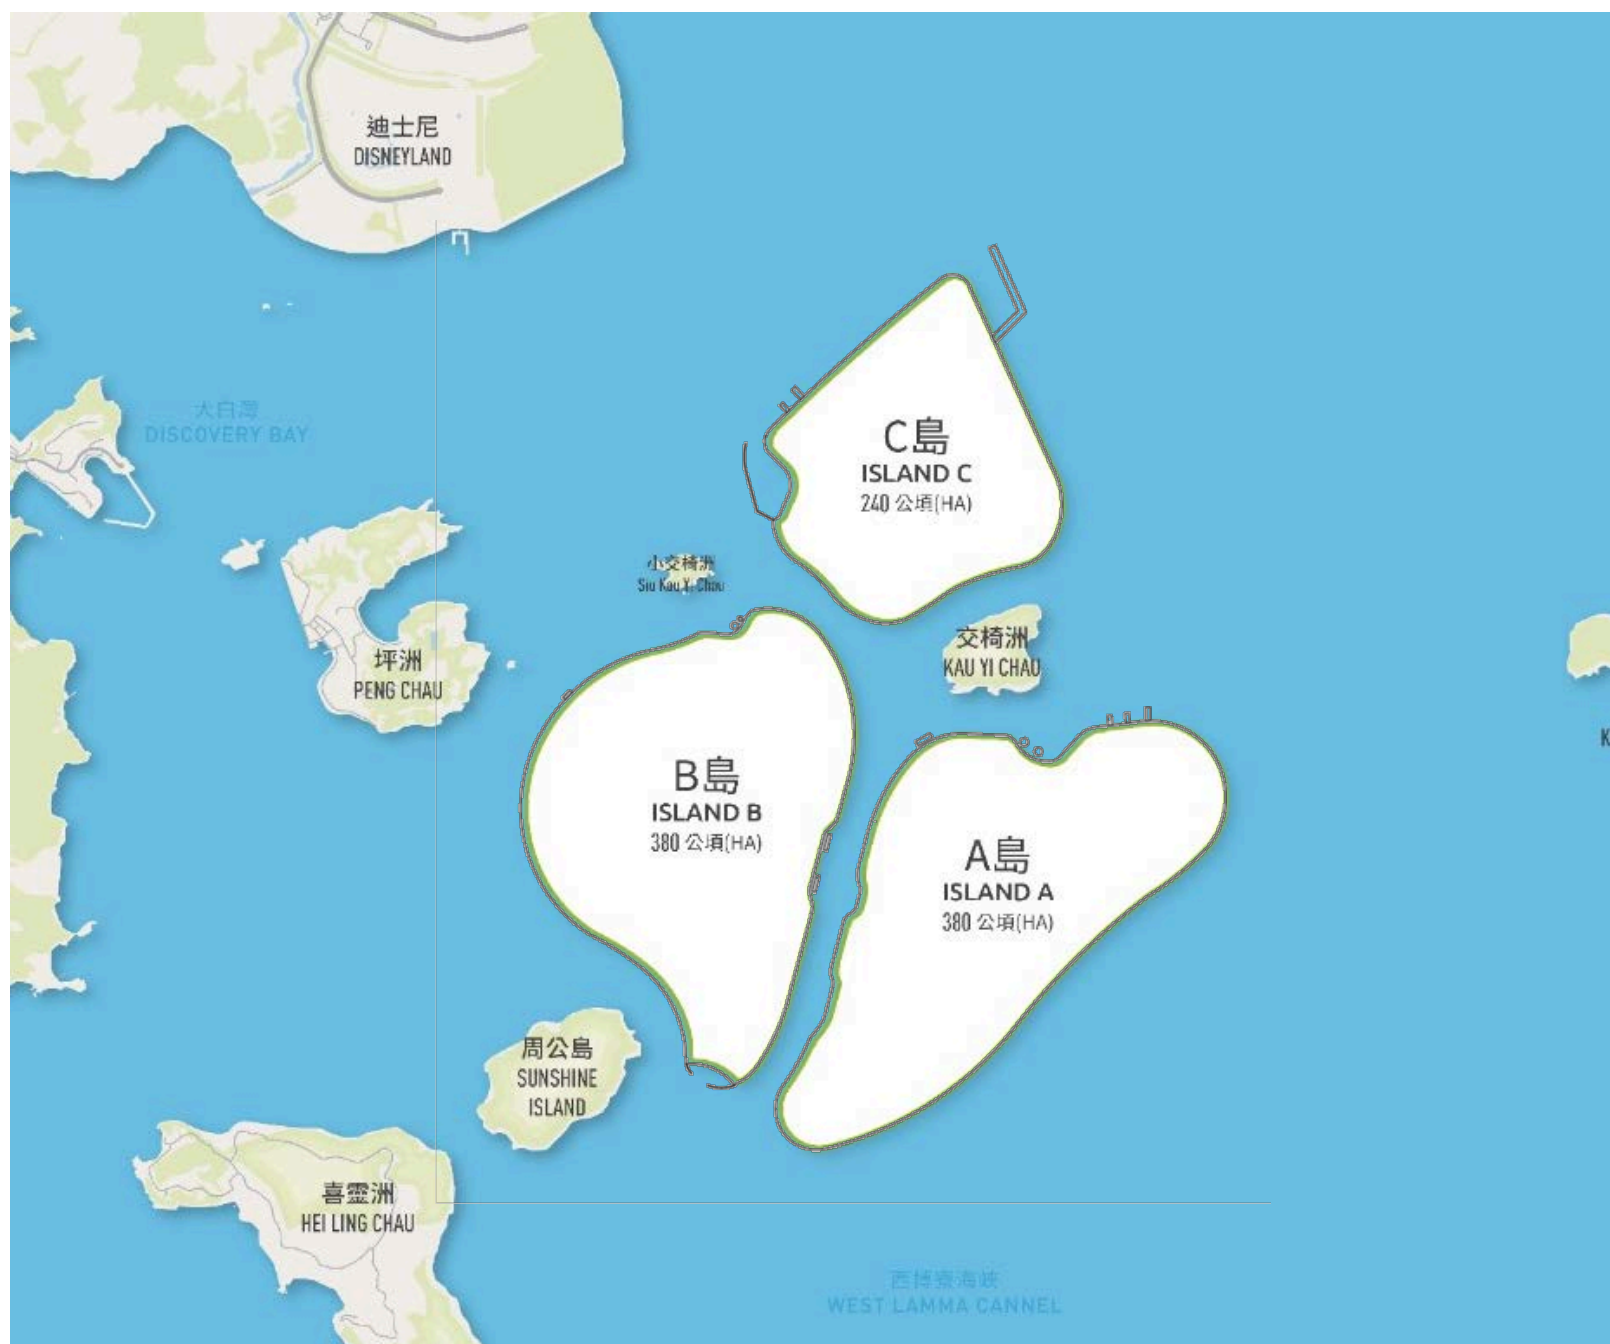 迪士尼
DISNEYLAND
大白灣
DISCOVERY BAY
C島
ISLAND C
240 公頃(HA)
小交椅洲
Siu Kau Yi Chau
交椅洲
KAU YI CHAU
坪洲
PENG CHAU
K
B島
ISLAND B
380 公頃(HA)
A島
ISLAND A
380 公頃(HA)
周公島
SUNSHINE
ISLAND
喜靈洲
HEI LING CHAU
西博寮海峽
WEST LAMMA CANNEL